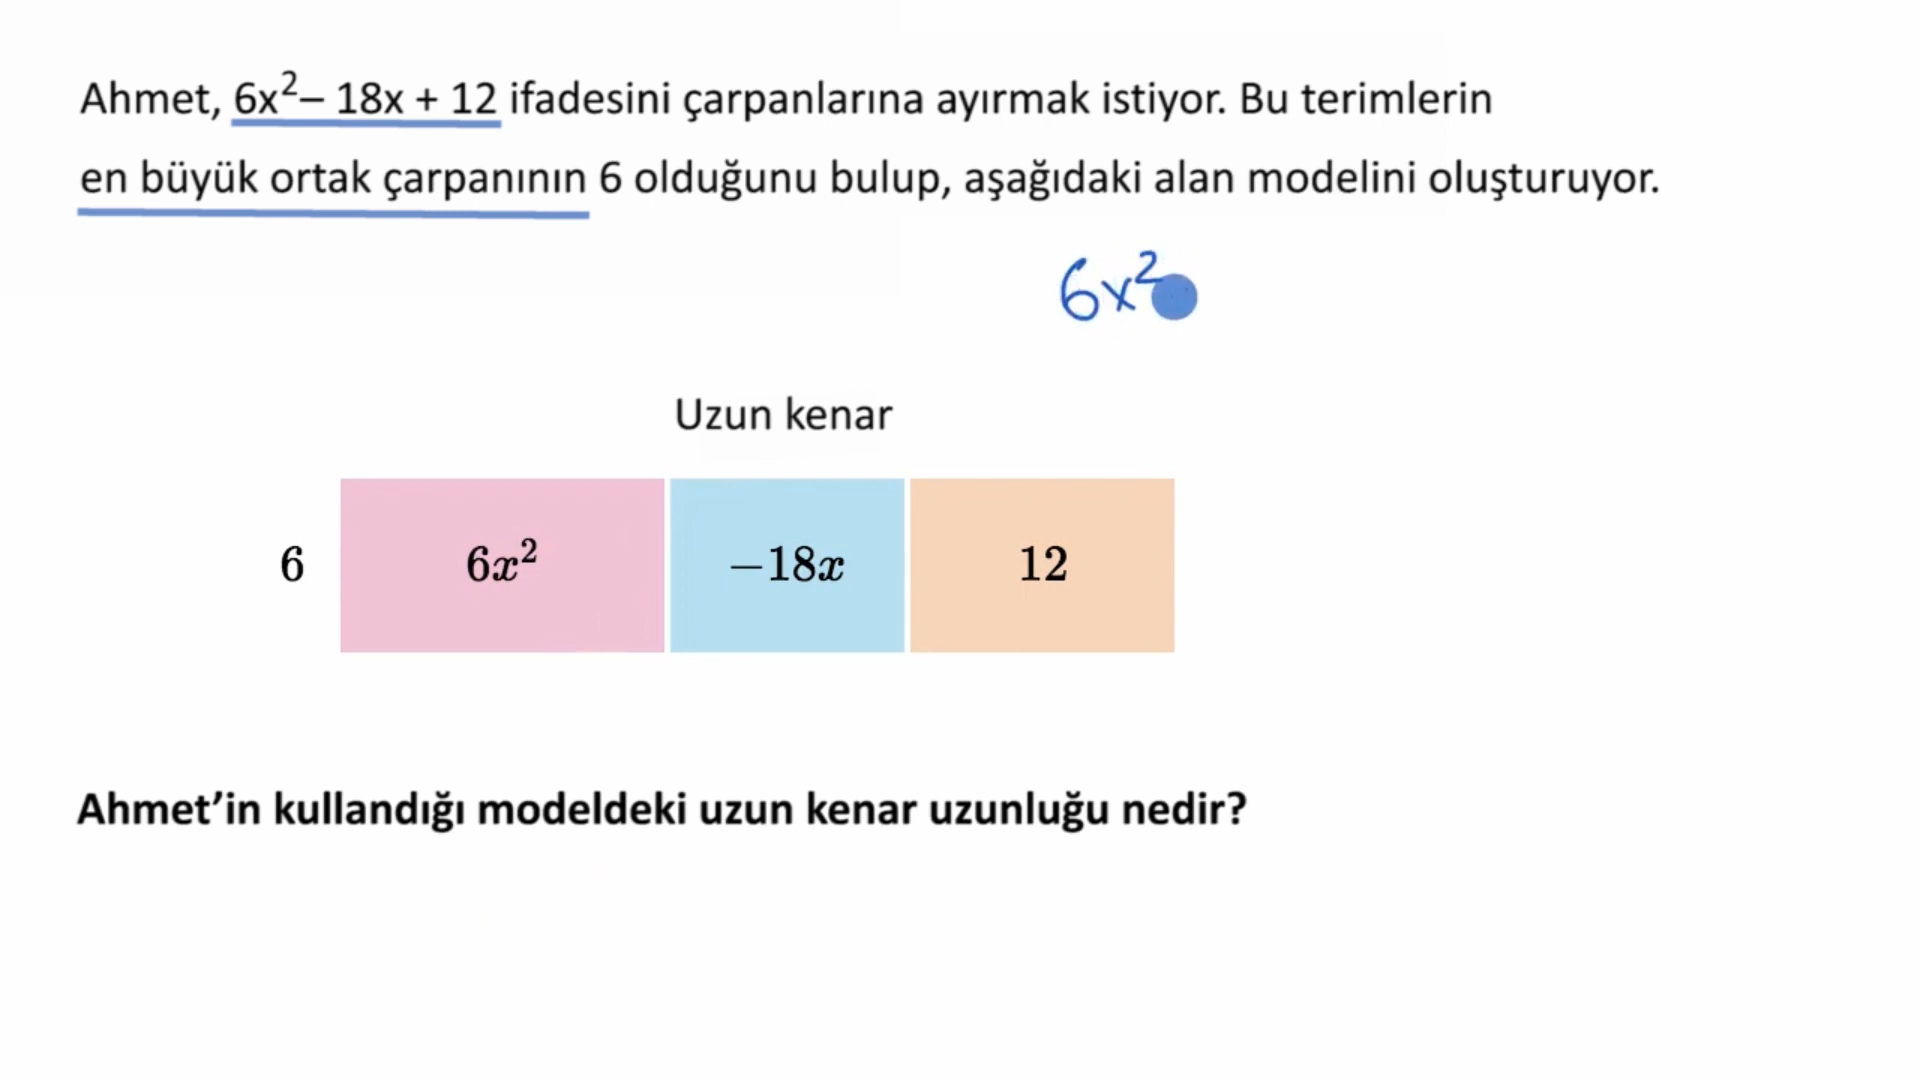 Ahmet, 6x²– 18x + 12 ifadesini çarpanlarına ayırmak istiyor. Bu terimlerin
en büyük ortak çarpanının 6 olduğunu bulup, aşağıdaki alan modelini oluşturuyor.
6x²
Uzun kenar
6 6x² −18x 12
Ahmet’in kullandığı modeldeki uzun kenar uzunluğu nedir?